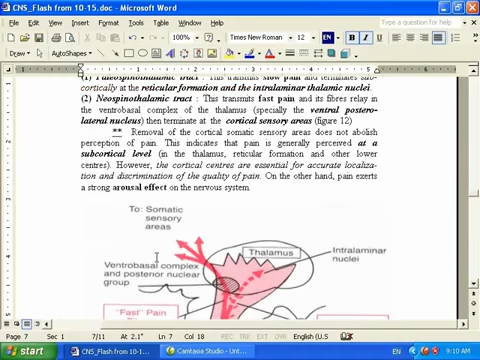 CNS_Flash from 10-15.doc - Microsoft Word
File Edit View Insert Format Tools Table Window Help
100%
Draw AutoShapes
(1) Paleospinothalamic tract : This transmits slow pain and terminates sub-
cortically at the reticular formation and the intralaminar thalamic nuclei.
(2) Neospinothalamic tract : This transmits fast pain and its fibres relay in
the ventrobasal complex of the thalamus (specially the ventral postero-
lateral nucleus) then terminate at the cortical sensory areas (figure 12)
** Removal of the cortical somatic sensory areas does not abolish
perception of pain. This indicates that pain is generally perceived at a
subcortical level (in the thalamus, reticular formation and other lower
centres). However, the cortical centres are essential for accurate localiza-
tion and discrimination of the quality of pain. On the other hand, pain exerts
a strong arousal effect on the nervous system.
To: Somatic
sensory
areas
Thalamus
Intralaminar
nuclei
Ventrobasal complex
and posterior nuclear
group
"Fast" Pain
Page 7 Sec 1 7/11 At 2.1" Ln 7 Col 18 REC TRK EXT OVR English (U.S
start
CNS_Flash from 10-1...
Camtasia Studio - Unt...
EN
9:10 AM